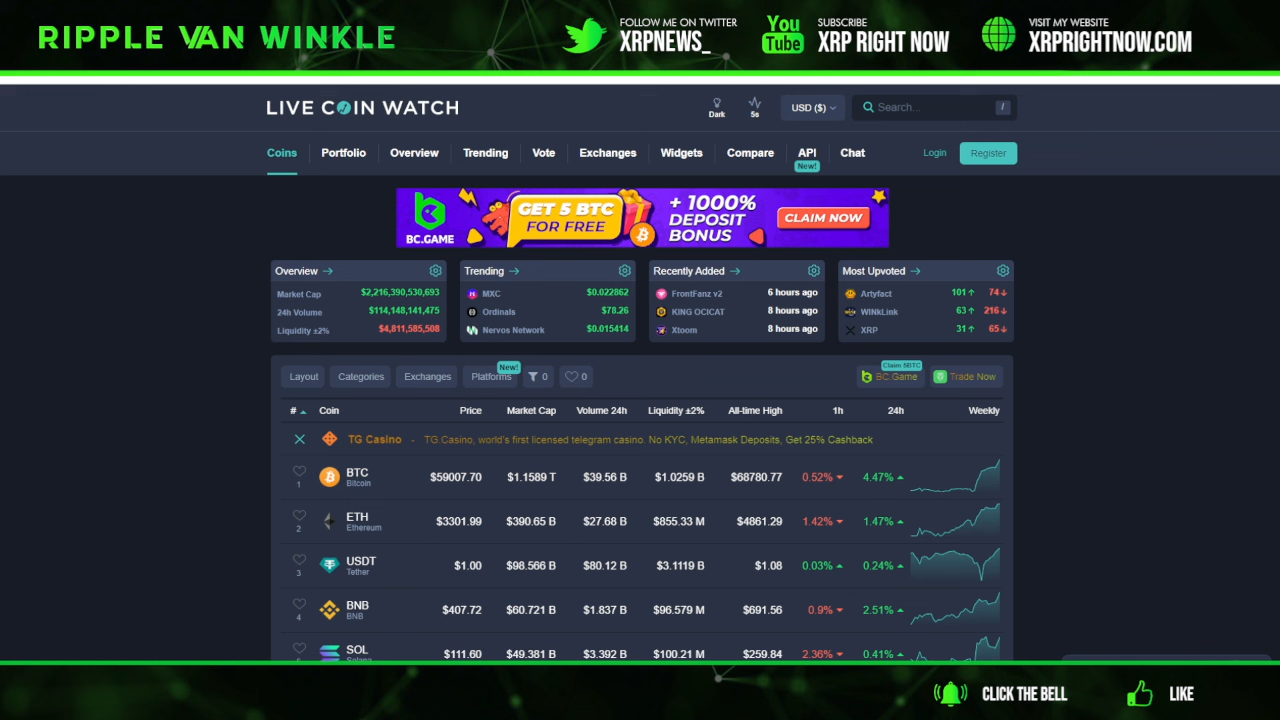 RIPPLE VAN WINKLE
FOLLOW ME ON TWITTER
XRPNEWS_
You
Tube
SUBSCRIBE
XRP RIGHT NOW
VISIT MY WEBSITE
XRPRIGHTNOW.COM
LIVE COIN WATCH
Dark
5s
USD ($)
Search...
/
Coins Portfolio Overview Trending Vote Exchanges Widgets Compare API Chat
New!
Login Register
BC.GAME
GET 5 BTC
FOR FREE
+ 1000%
DEPOSIT
BONUS
CLAIM NOW
Overview
Market Cap $2,216,390,530,693
24h Volume $114,148,141,475
Liquidity ±2% $4,811,585,508
Trending
MXC $0.022862
Ordinals $78.26
Nervos Network $0.015414
Recently Added
FrontFanz v2 6 hours ago
KING OCICAT 8 hours ago
Xtoom 8 hours ago
Most Upvoted
Artyfact 101 74
WINkLink 63 216
XRP 31 65
Layout Categories Exchanges Platforms 0 0
New!
Claim 5BTC
BC.Game Trade Now
# Coin Price Market Cap Volume 24h Liquidity ±2% All-time High 1h 24h Weekly
TG Casino - TG.Casino, world's first licensed telegram casino. No KYC, Metamask Deposits, Get 25% Cashback
1 BTC Bitcoin $59007.70 $1.1589 T $39.56 B $1.0259 B $68780.77 0.52% 4.47%
2 ETH Ethereum $3301.99 $390.65 B $27.68 B $855.33 M $4861.29 1.42% 1.47%
3 USDT Tether $1.00 $98.566 B $80.12 B $3.1119 B $1.08 0.03% 0.24%
4 BNB BNB $407.72 $60.721 B $1.837 B $96.579 M $691.56 0.9% 2.51%
SOL Solana $111.60 $49.381 B $3.392 B $100.21 M $259.84 2.36% 0.41%
CLICK THE BELL
LIKE